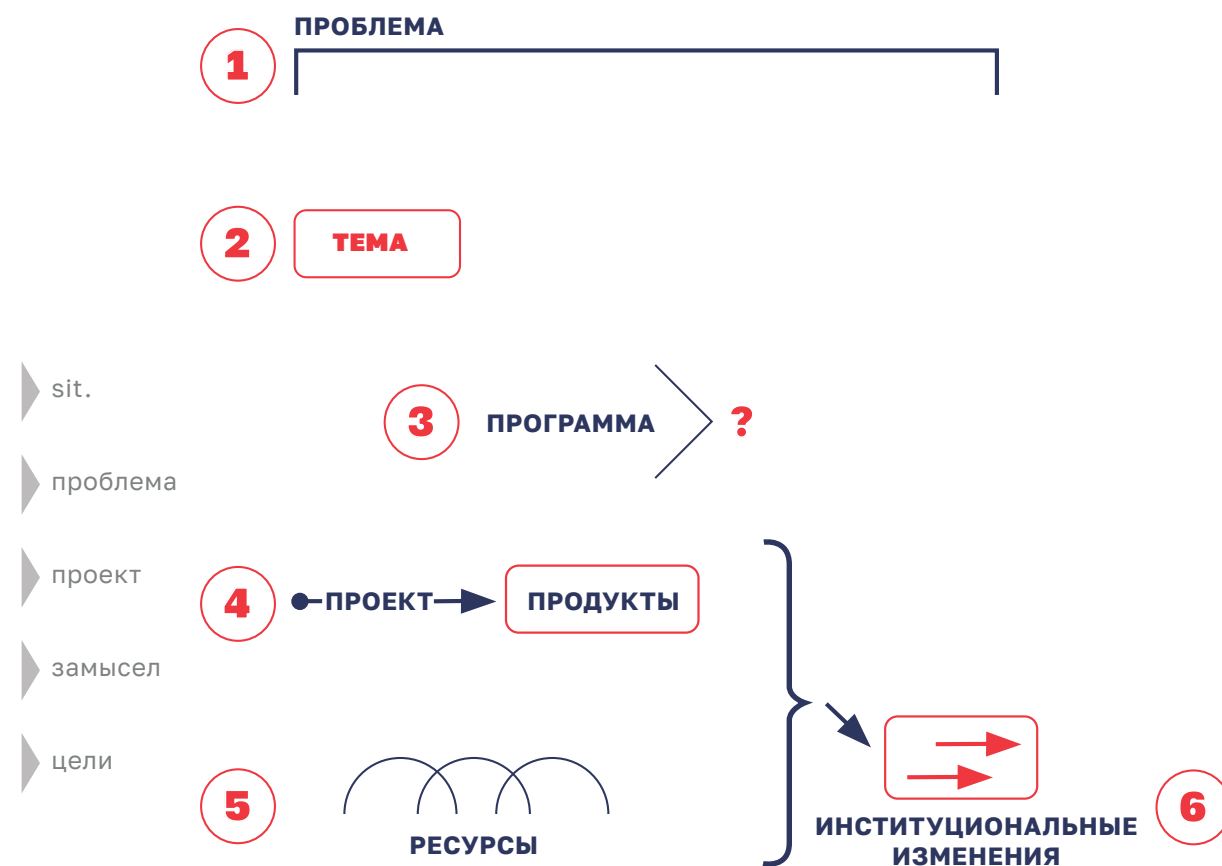 ПРОБЛЕМА
1
2
ТЕМА
sit.
3
ПРОГРАММА
?
проблема
проект
4
ПРОЕКТ
ПРОДУКТЫ
замысел
цели
5
РЕСУРСЫ
ИНСТИТУЦИОНАЛЬНЫЕ
ИЗМЕНЕНИЯ
6